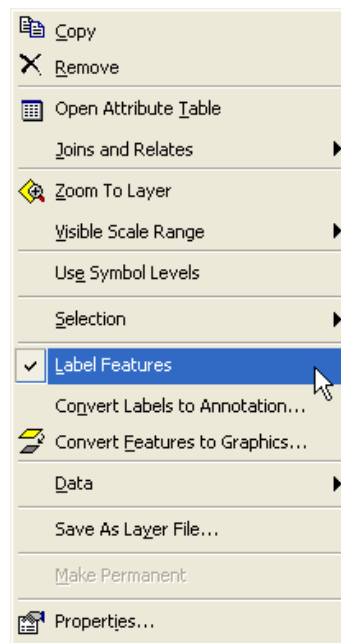 Copy
Remove
Open Attribute Table
Joins and Relates
Zoom To Layer
Visible Scale Range
Use Symbol Levels
Selection
Label Features
Convert Labels to Annotation...
Convert Features to Graphics...
Data
Save As Layer File...
Make Permanent
Properties...